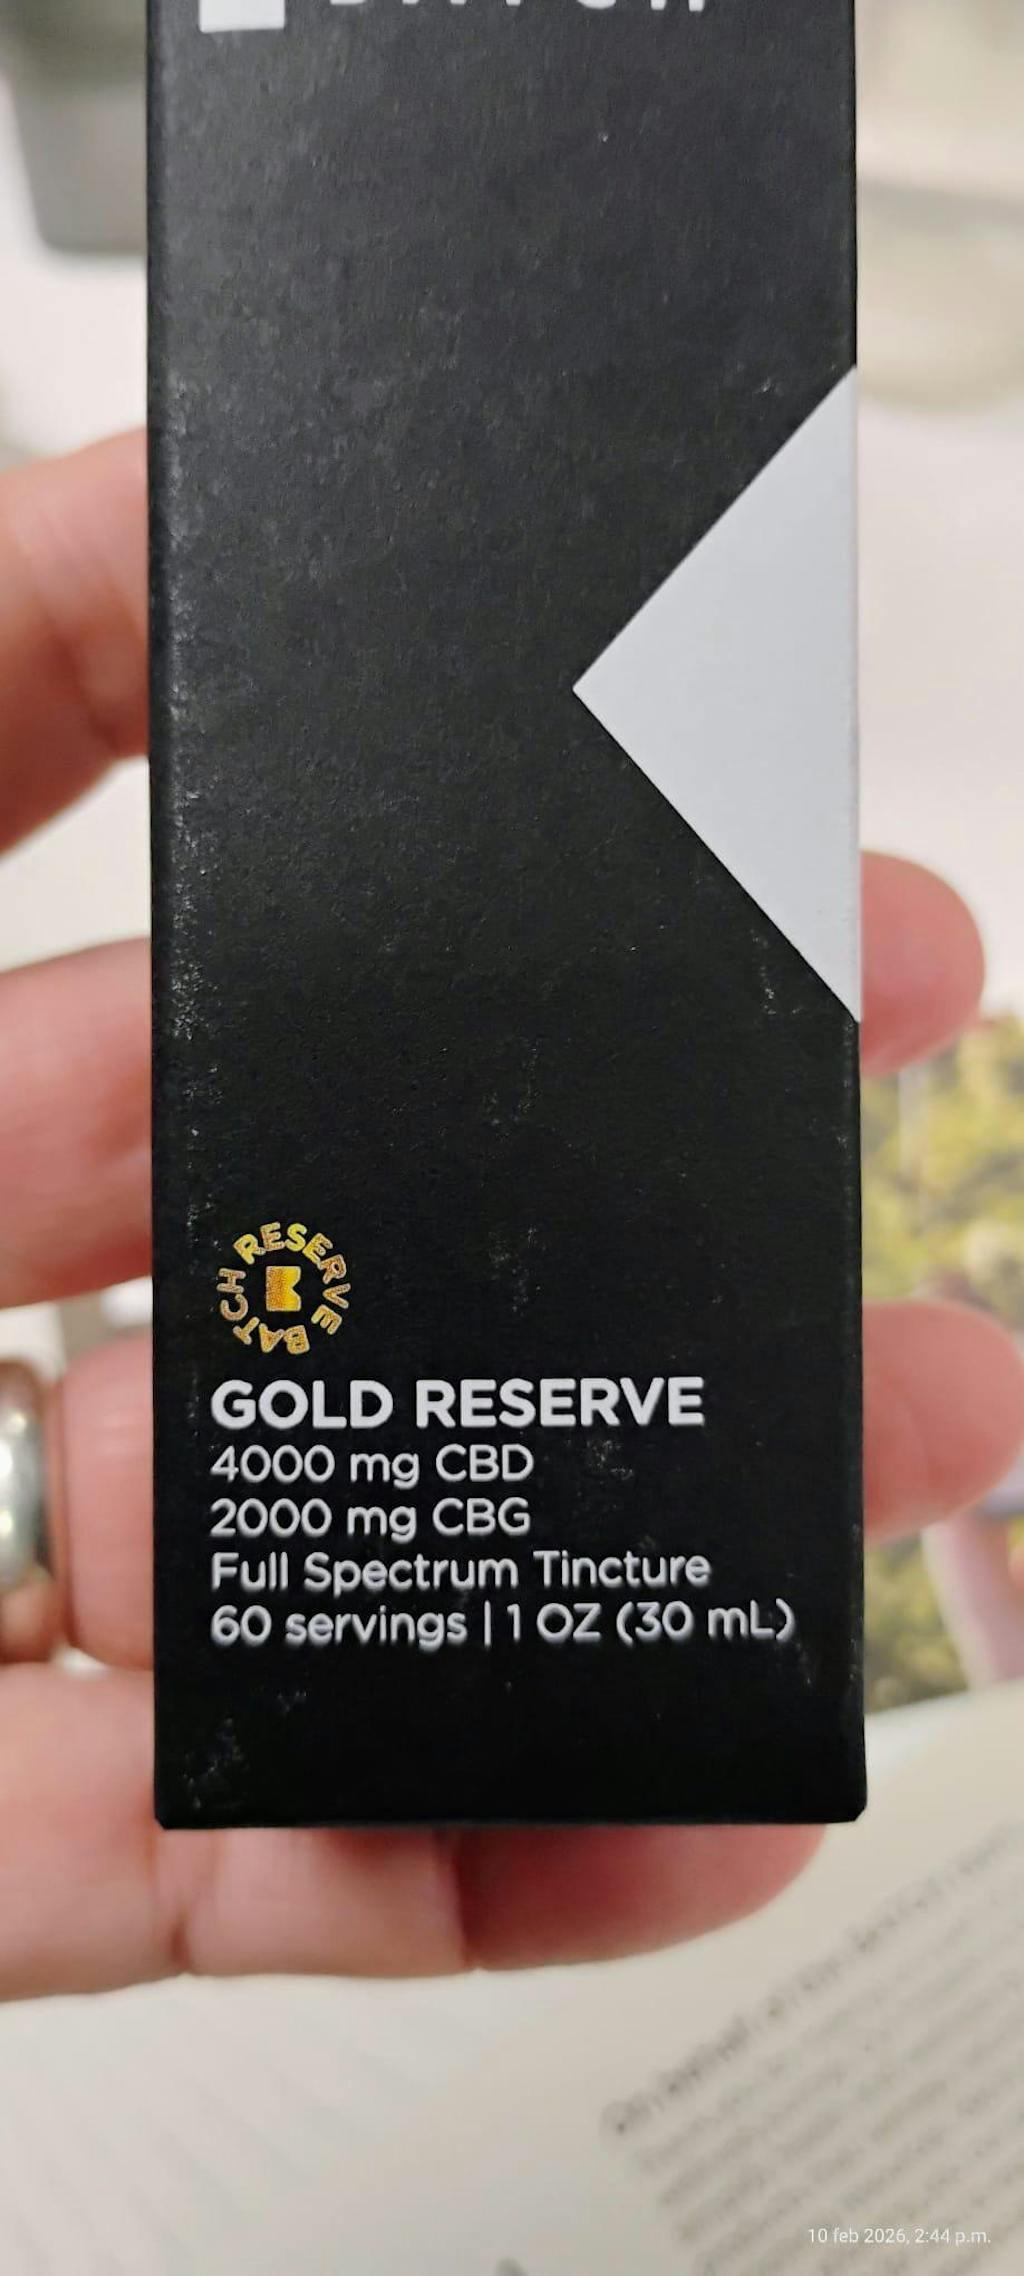 BATCH
BATCH RESERVE
GOLD RESERVE
4000 mg CBD
2000 mg CBG
Full Spectrum Tincture
60 servings | 1 OZ (30 mL)
10 feb 2026, 2:44 p.m.